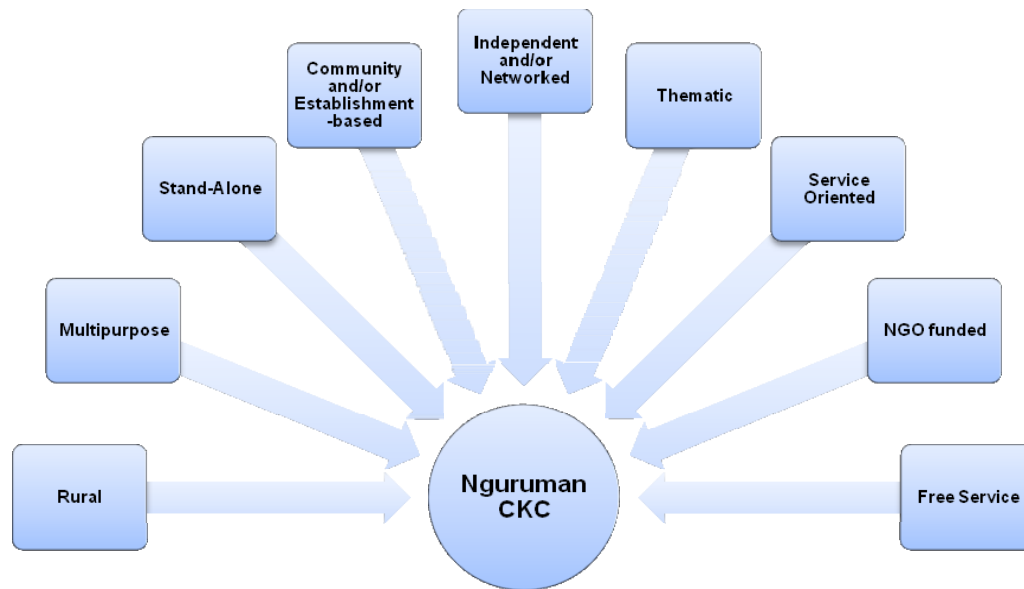 Independent
and/or
Networked
Community
and/or
Establishment
-based
Thematic
Stand-Alone
Service
Oriented
Multipurpose
NGO funded
Rural
Nguruman
CKC
Free Service